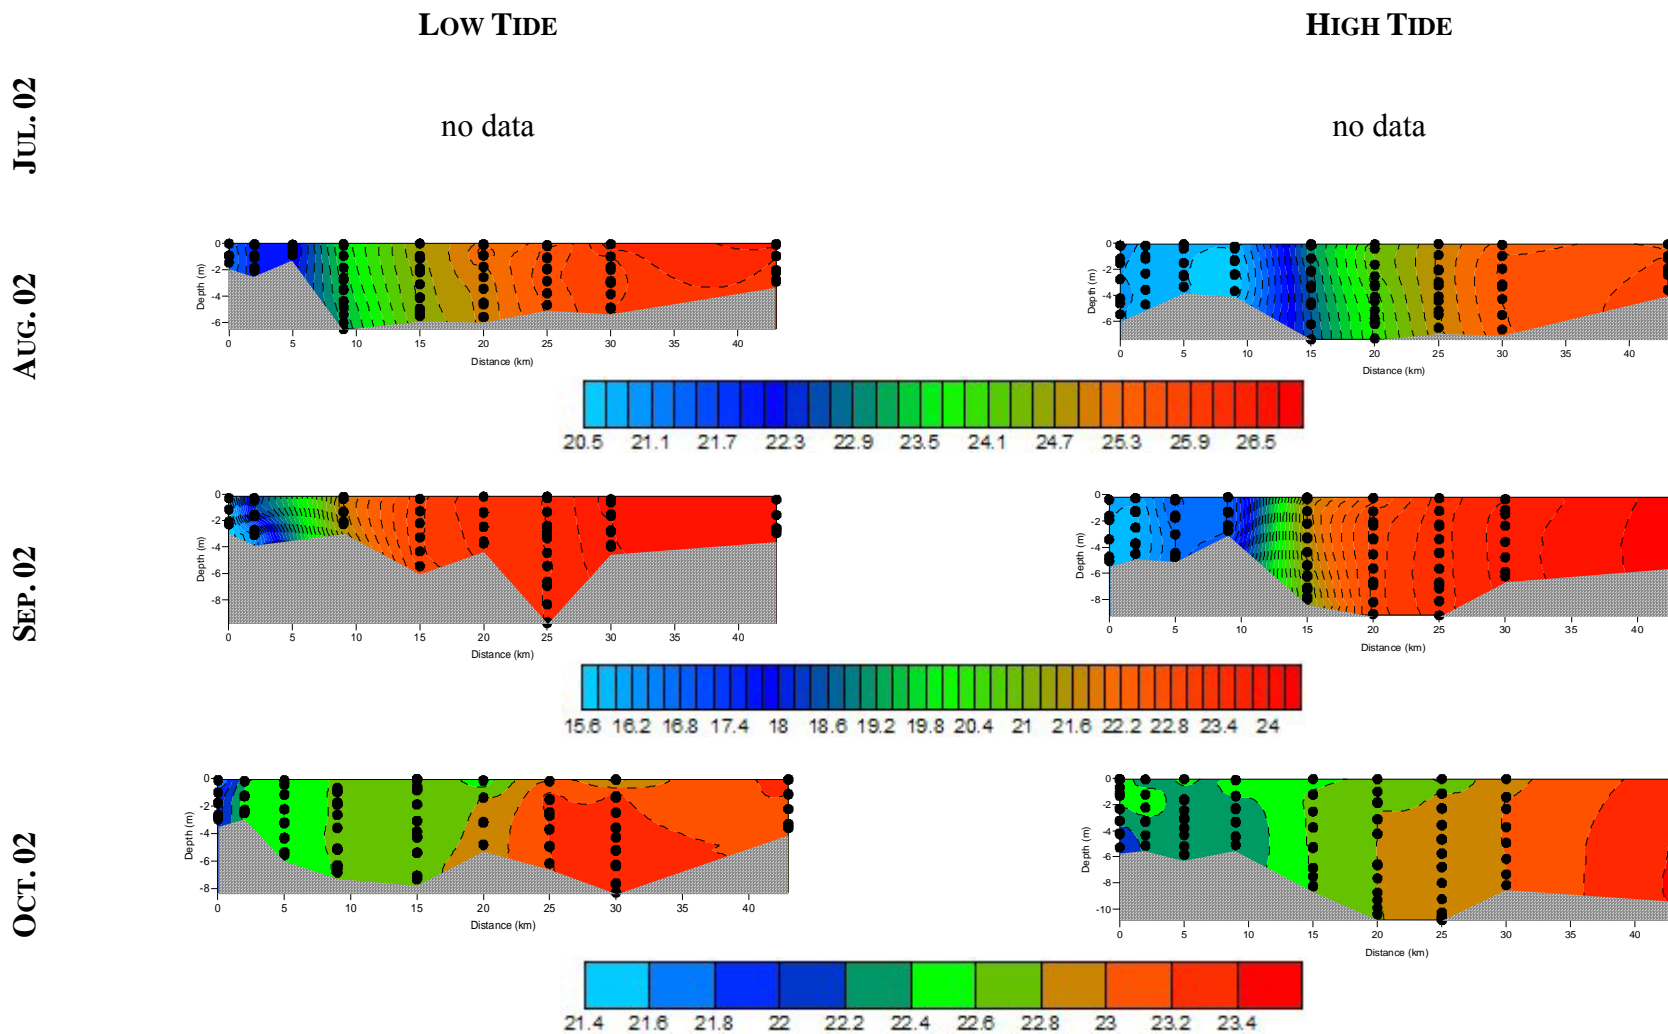 LOW TIDE
HIGH TIDE
JUL. 02
no data
no data
AUG. 02
Depth (m)
0
-2
-4
-6
0 5 10 15 20 25 30 35 40
Distance (km)
Depth (m)
0
-2
-4
-6
0 5 10 15 20 25 30 35 40
Distance (km)
20.5 21.1 21.7 22.3 22.9 23.5 24.1 24.7 25.3 25.9 26.5
SEP. 02
Depth (m)
0
-2
-4
-6
-8
0 5 10 15 20 25 30 35 40
Distance (km)
Depth (m)
0
-2
-4
-6
-8
0 5 10 15 20 25 30 35 40
Distance (km)
15.6 16.2 16.8 17.4 18 18.6 19.2 19.8 20.4 21 21.6 22.2 22.8 23.4 24
OCT. 02
Depth (m)
0
-2
-4
-6
-8
0 5 10 15 20 25 30 35 40
Distance (km)
Depth (m)
0
-2
-4
-6
-8
-10
0 5 10 15 20 25 30 35 40
Distance (km)
21.4 21.6 21.8 22 22.2 22.4 22.6 22.8 23 23.2 23.4